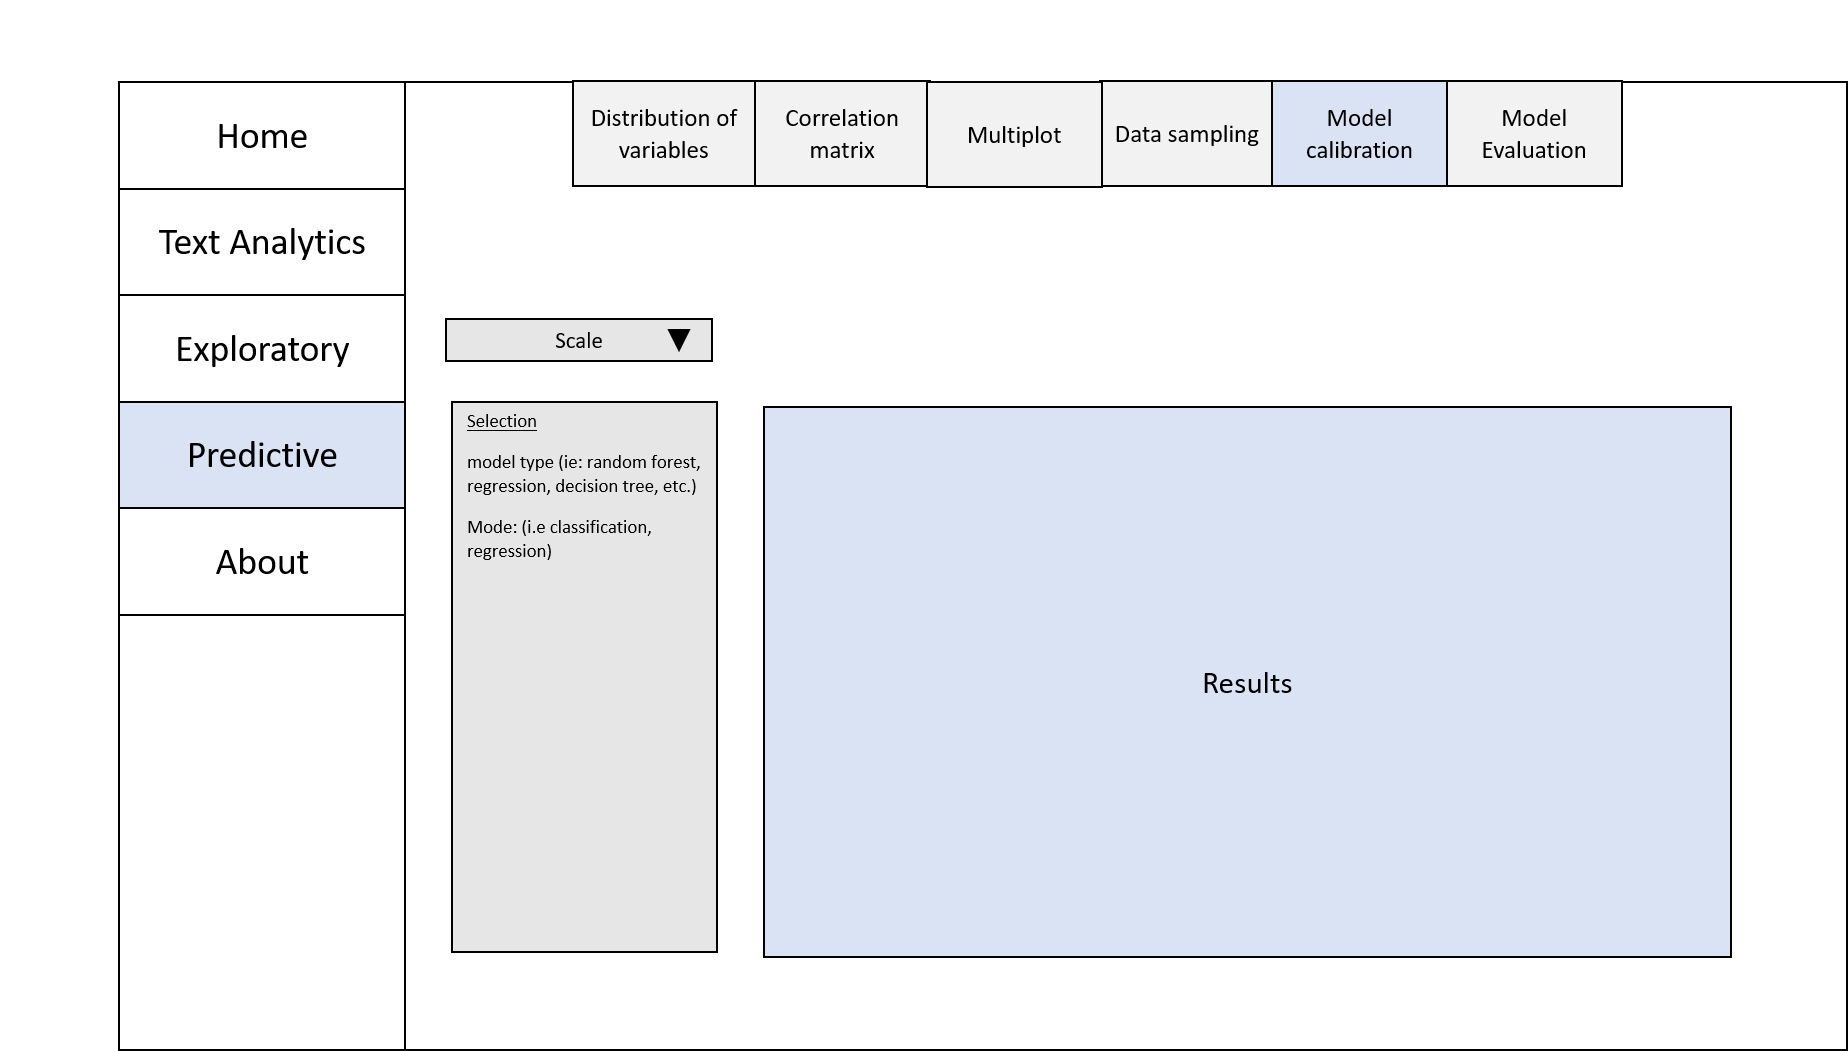 Home
Text Analytics
Exploratory
Predictive
About
Distribution of
variables
Correlation
matrix
Multiplot
Data sampling
Model
calibration
Model
Evaluation
Scale
Selection
model type (ie: random forest,
regression, decision tree, etc.)
Mode: (i.e classification,
regression)
Results